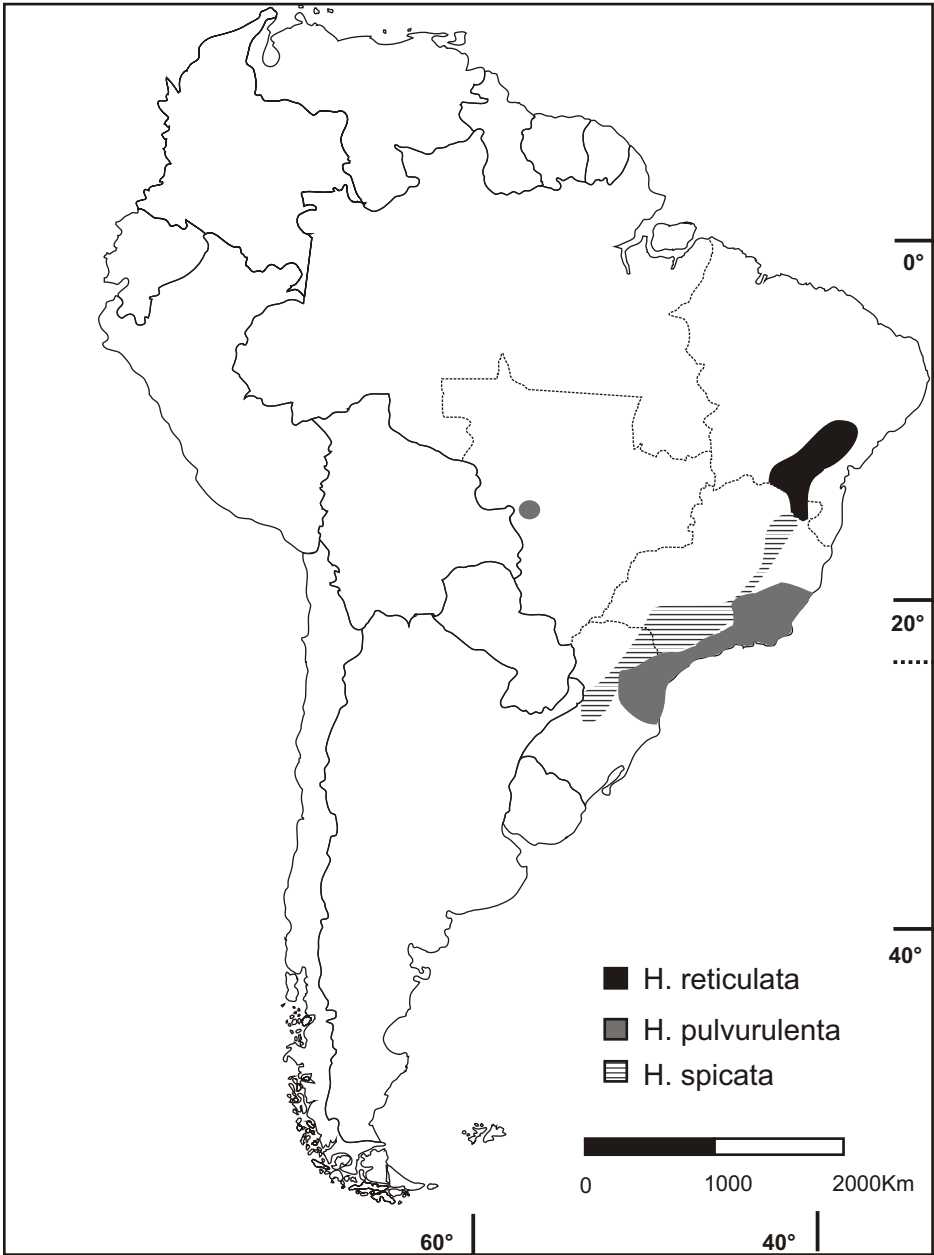 0°
20°
40°
H. reticulata
H. pulvurulenta
H. spicata
0 1000 2000Km
60° 40°